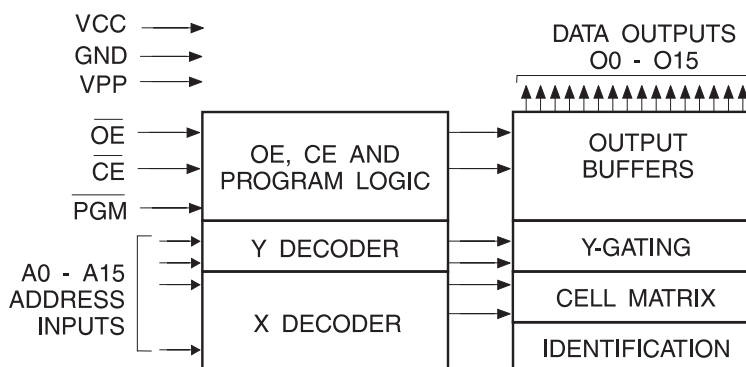 VCC
GND
VPP
OE
CE
PGM
A0 - A15
ADDRESS
INPUTS
OE, CE AND
PROGRAM LOGIC
Y DECODER
X DECODER
DATA OUTPUTS
O0 - O15
OUTPUT
BUFFERS
Y-GATING
CELL MATRIX
IDENTIFICATION